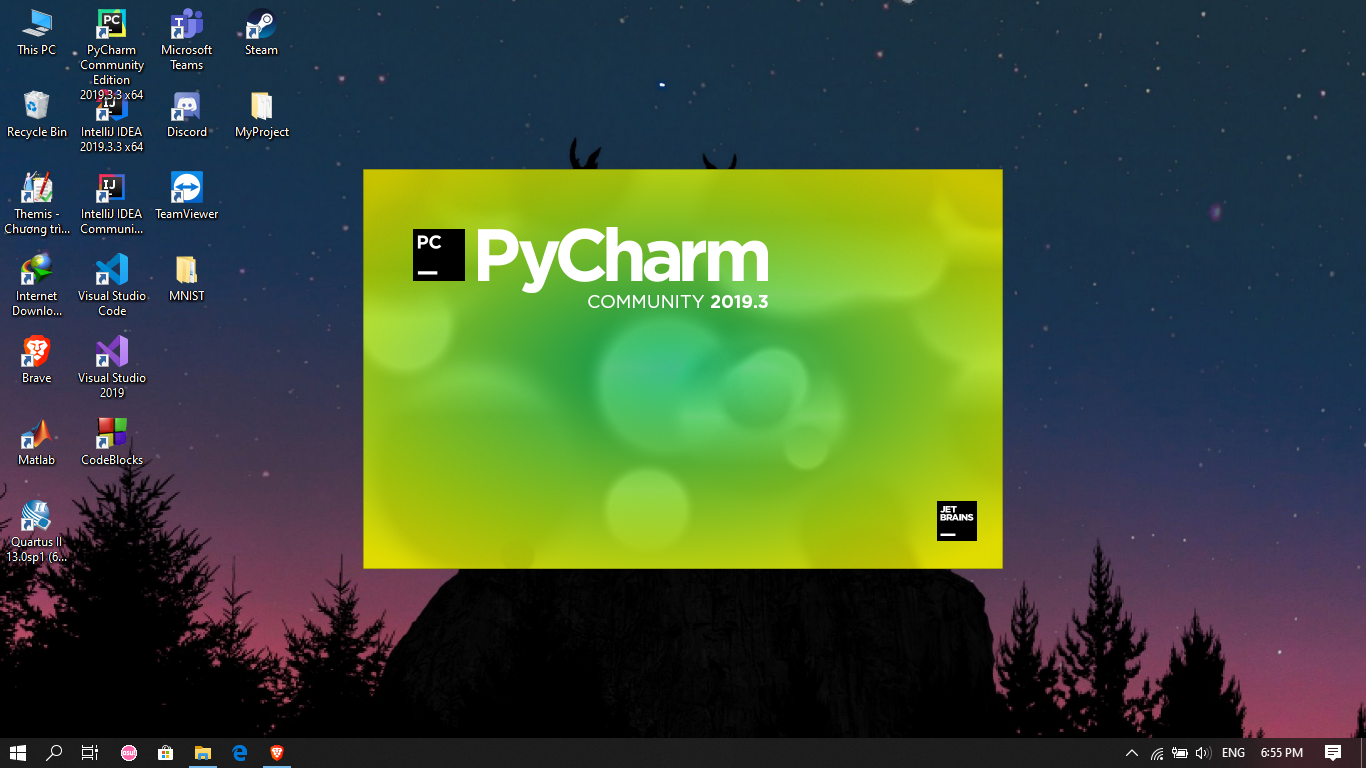 This PC
PyCharm
Community
Edition
2019.3.3 x64
Microsoft
Teams
Steam
Recycle Bin
IntelliJ IDEA
2019.3.3 x64
Discord
MyProject
Themis -
Chương trì...
IntelliJ IDEA
Communi...
TeamViewer
Internet
Downlo...
Visual Studio
Code
MNIST
Brave
Visual Studio
2019
Matlab
CodeBlocks
Quartus II
13.0sp1 (6...
PC
PyCharm
COMMUNITY 2019.3
JET
BRAINS
osu!
ENG
6:55 PM